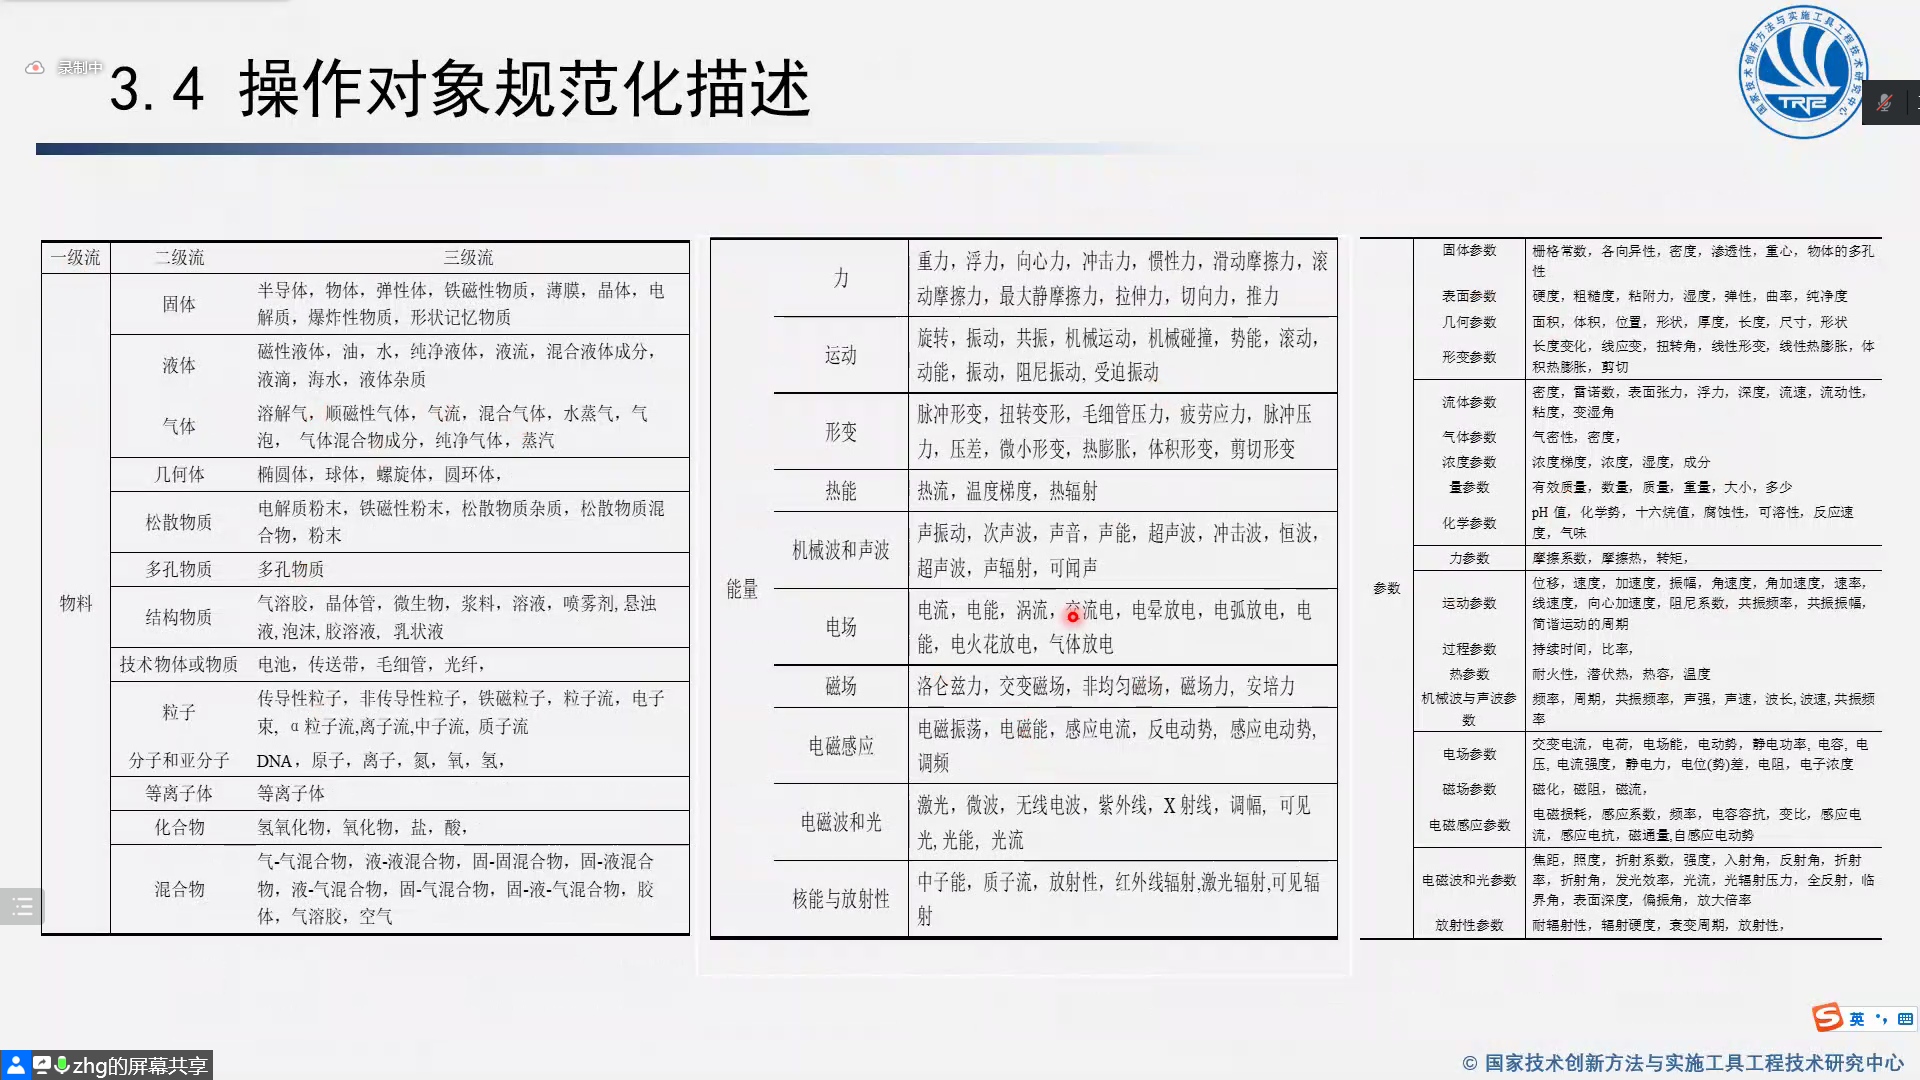 录制中
3.4 操作对象规范化描述
国家技术创新方法与实施工具工程技术研究中心
TRIZ
一级流 二级流 三级流
物料
固体 半导体，物体，弹性体，铁磁性物质，薄膜，晶体，电
解质，爆炸性物质，形状记忆物质
液体 磁性液体，油，水，纯净液体，液流，混合液体成分，
液滴，海水，液体杂质
气体 溶解气，顺磁性气体，气流，混合气体，水蒸气，气
泡， 气体混合物成分，纯净气体，蒸汽
几何体 椭圆体，球体，螺旋体，圆环体，
松散物质 电解质粉末，铁磁性粉末，松散物质杂质，松散物质混
合物，粉末
多孔物质 多孔物质
结构物质 气溶胶，晶体管，微生物，浆料，溶液，喷雾剂,悬浊
液,泡沫,胶溶液, 乳状液
技术物体或物质 电池，传送带，毛细管，光纤，
粒子 传导性粒子，非传导性粒子，铁磁粒子，粒子流，电子
束, α粒子流,离子流,中子流, 质子流
分子和亚分子 DNA，原子，离子，氮，氧，氢，
等离子体 等离子体
化合物 氢氧化物，氧化物，盐，酸，
混合物 气-气混合物，液-液混合物，固-固混合物，固-液混合
物，液-气混合物，固-气混合物，固-液-气混合物，胶
体，气溶胶，空气
能量
力 重力，浮力，向心力，冲击力，惯性力，滑动摩擦力，滚
动摩擦力，最大静摩擦力，拉伸力，切向力，推力
运动 旋转，振动，共振，机械运动，机械碰撞，势能，滚动，
动能，振动，阻尼振动, 受迫振动
形变 脉冲形变，扭转变形，毛细管压力，疲劳应力，脉冲压
力，压差，微小形变，热膨胀，体积形变，剪切形变
热能 热流，温度梯度，热辐射
机械波和声波 声振动，次声波，声音，声能，超声波，冲击波，恒波，
超声波，声辐射，可闻声
电场 电流，电能，涡流，交流电，电晕放电，电弧放电，电
能，电火花放电，气体放电
磁场 洛仑兹力，交变磁场，非均匀磁场，磁场力, 安培力
电磁感应 电磁振荡，电磁能，感应电流，反电动势, 感应电动势,
调频
电磁波和光 激光，微波，无线电波，紫外线，X 射线，调幅, 可见
光,光能, 光流
核能与放射性 中子能，质子流，放射性，红外线辐射,激光辐射,可见辐
射
参数
固体参数 栅格常数，各向异性，密度，渗透性，重心，物体的多孔
性
表面参数 硬度，粗糙度，粘附力，湿度，弹性，曲率，纯净度
几何参数 面积，体积，位置，形状，厚度，长度，尺寸，形状
形变参数 长度变化，线应变，扭转角，线性形变，线性热膨胀，体
积热膨胀，剪切
流体参数 密度，雷诺数，表面张力，浮力，深度，流速，流动性，
粘度，变湿角
气体参数 气密性，密度，
浓度参数 浓度梯度，浓度，湿度，成分
量参数 有效质量，数量，质量，重量，大小，多少
化学参数 pH 值，化学势，十六烷值，腐蚀性，可溶性，反应速
度，气味
力参数 摩擦系数，摩擦热，转矩，
运动参数 位移，速度，加速度，振幅，角速度，角加速度，速率，
线速度，向心加速度，阻尼系数，共振频率，共振振幅，
简谐运动的周期
过程参数 持续时间，比率，
热参数 耐火性，潜伏热，热容，温度
机械波与声波参数 频率，周期，共振频率，声强，声速，波长,波速,共振频
率
电场参数 交变电流，电荷，电场能，电动势，静电功率, 电容, 电
压, 电流强度，静电力，电位(势)差，电阻，电子浓度
磁场参数 磁化，磁阻，磁流，
电磁感应参数 电磁损耗，感应系数，频率，电容容抗，变比，感应电
流，感应电抗，磁通量,自感应电动势
电磁波和光参数 焦距，照度，折射系数，强度，入射角，反射角，折射
率，折射角，发光效率，光流，光辐射压力，全反射，临
界角，表面深度，偏振角，放大倍率
放射性参数 耐辐射性，辐射硬度，衰变周期，放射性，
英
zhg的屏幕共享
© 国家技术创新方法与实施工具工程技术研究中心